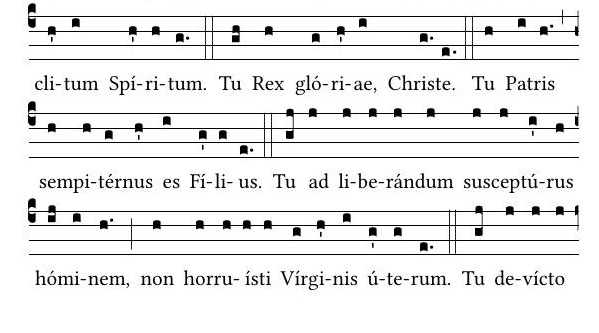 cli-tum Spí-ri-tum. Tu Rex gló-ri-ae, Christe. Tu Patris
sempi-térnus es Fí-li-us. Tu ad li-be-rándum susceptú-rus
hómi-nem, non horru-ísti Vírgi-nis ú-te-rum. Tu de-vícto